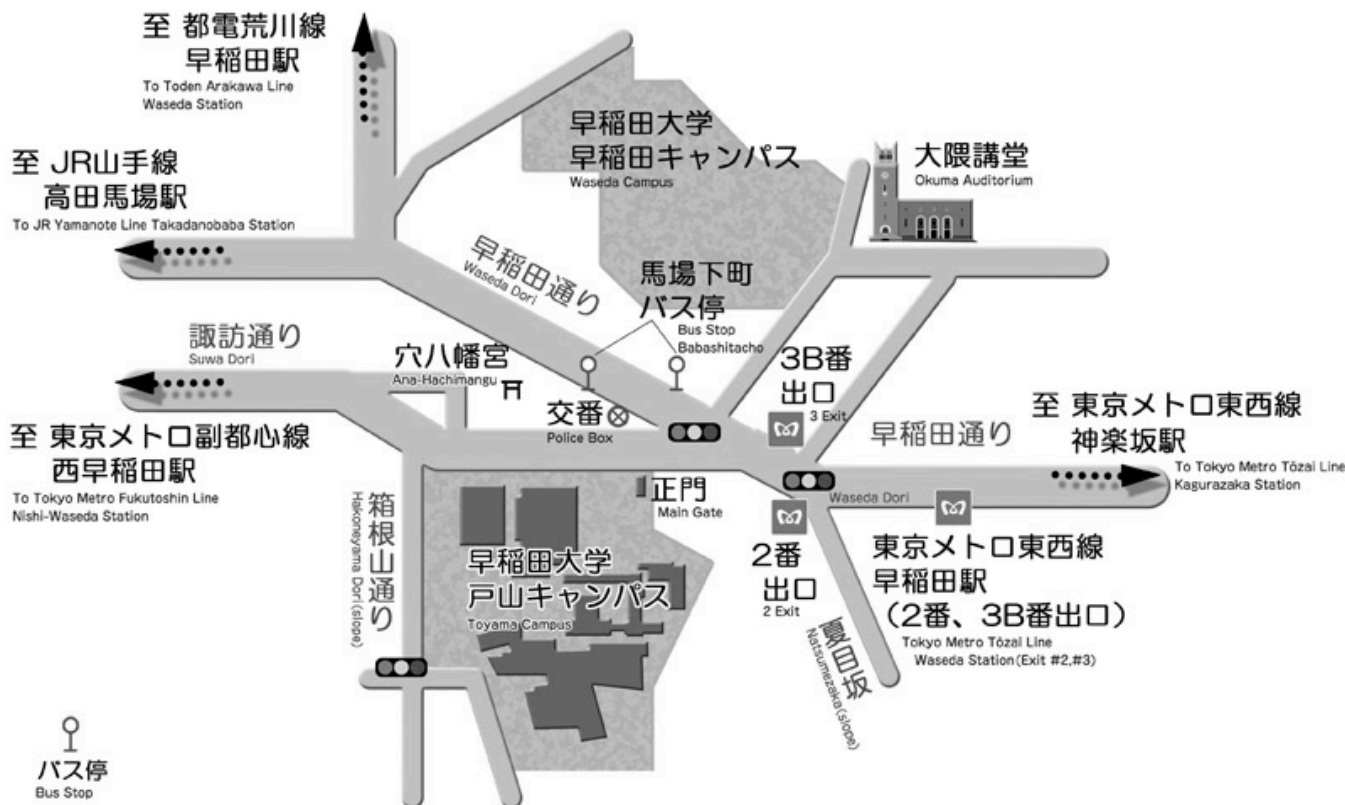 至 都電荒川線
早稲田駅
To Toden Arakawa Line
Waseda Station
至 JR山手線
高田馬場駅
To JR Yamanote Line Takadanobaba Station
早稲田大学
早稲田キャンパス
Waseda Campus
大隈講堂
Okuma Auditorium
早稲田通り
Waseda Dori
馬場下町
バス停
Bus Stop
Babashitacho
諏訪通り
Suwa Dori
穴八幡宮
Ana-Hachimangu
交番
Police Box
3B番
出口
3 Exit
早稲田通り
Waseda Dori
至 東京メトロ東西線
神楽坂駅
To Tokyo Metro Tōzai Line
Kagurazaka Station
至 東京メトロ副都心線
西早稲田駅
To Tokyo Metro Fukutoshin Line
Nishi-Waseda Station
箱根山通り
Hakoneyama Dori(slope)
正門
Main Gate
早稲田大学
戸山キャンパス
Toyama Campus
2番
出口
2 Exit
東京メトロ東西線
早稲田駅
（2番、3B番出口）
Tokyo Metro Tōzai Line
Waseda Station(Exit #2,#3)
夏目坂
Natsumezaka(slope)
バス停
Bus Stop